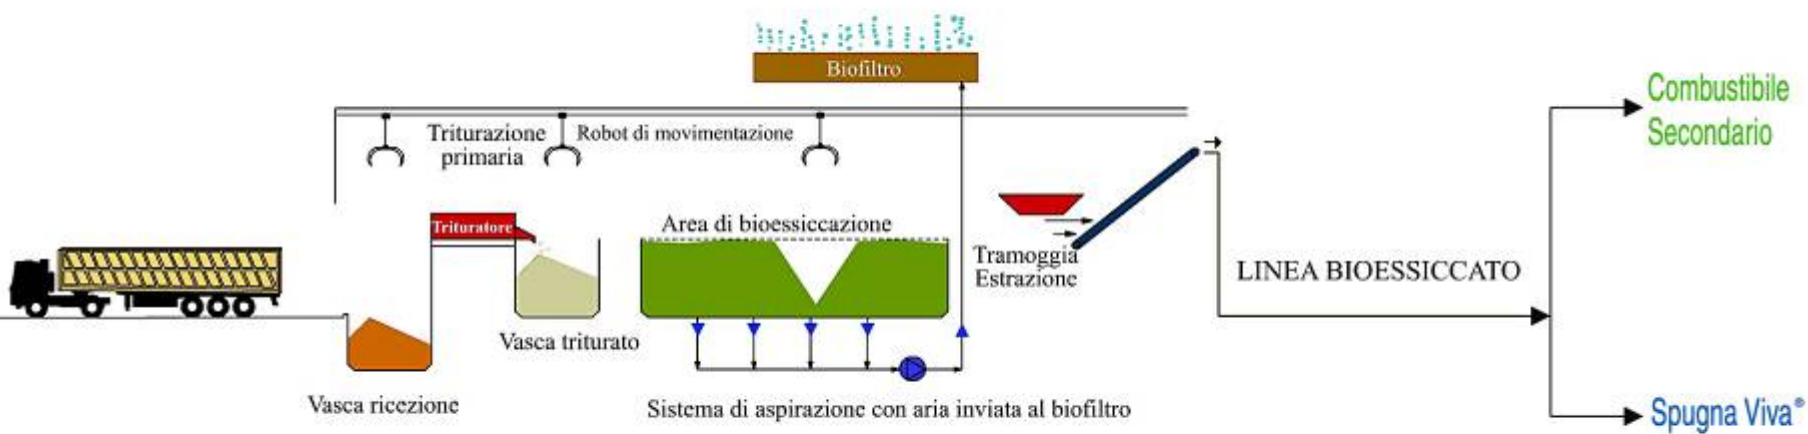 Biofiltro
Triturazione
primaria
Robot di movimentazione
Combustibile
Secondario
Trituratore
Area di bioessiccazione
Tramoggia
Estrazione
LINEA BIOESSICCATO
Vasca triturato
Vasca ricezione
Sistema di aspirazione con aria inviata al biofiltro
Spugna Viva®